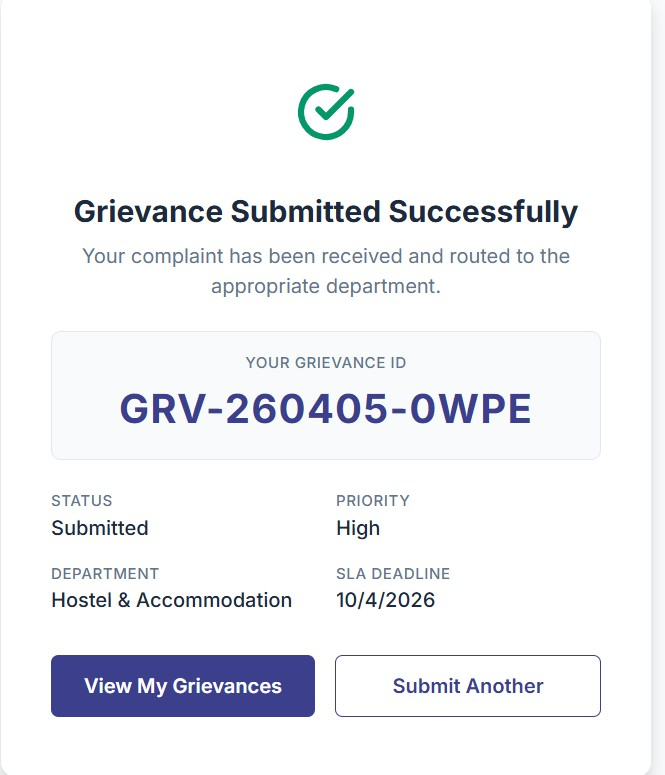 Grievance Submitted Successfully
Your complaint has been received and routed to the
appropriate department.
YOUR GRIEVANCE ID
GRV-260405-0WPE
STATUS
Submitted
PRIORITY
High
DEPARTMENT
Hostel & Accommodation
SLA DEADLINE
10/4/2026
View My Grievances
Submit Another